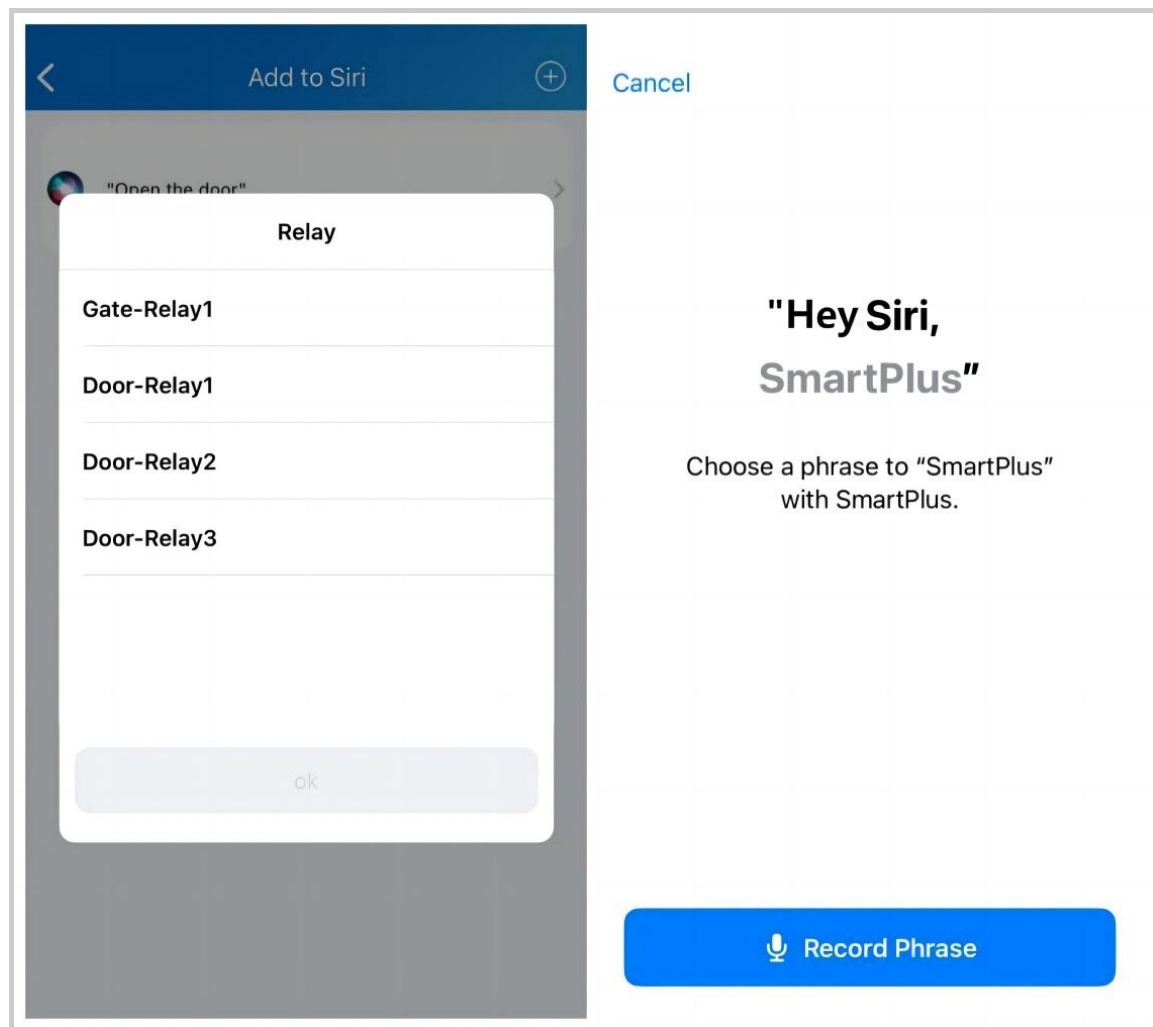 Add to Siri
"Open the door"
Relay
Gate-Relay1
Door-Relay1
Door-Relay2
Door-Relay3
ok
Cancel
"Hey Siri,
SmartPlus"
Choose a phrase to “SmartPlus”
with SmartPlus.
Record Phrase